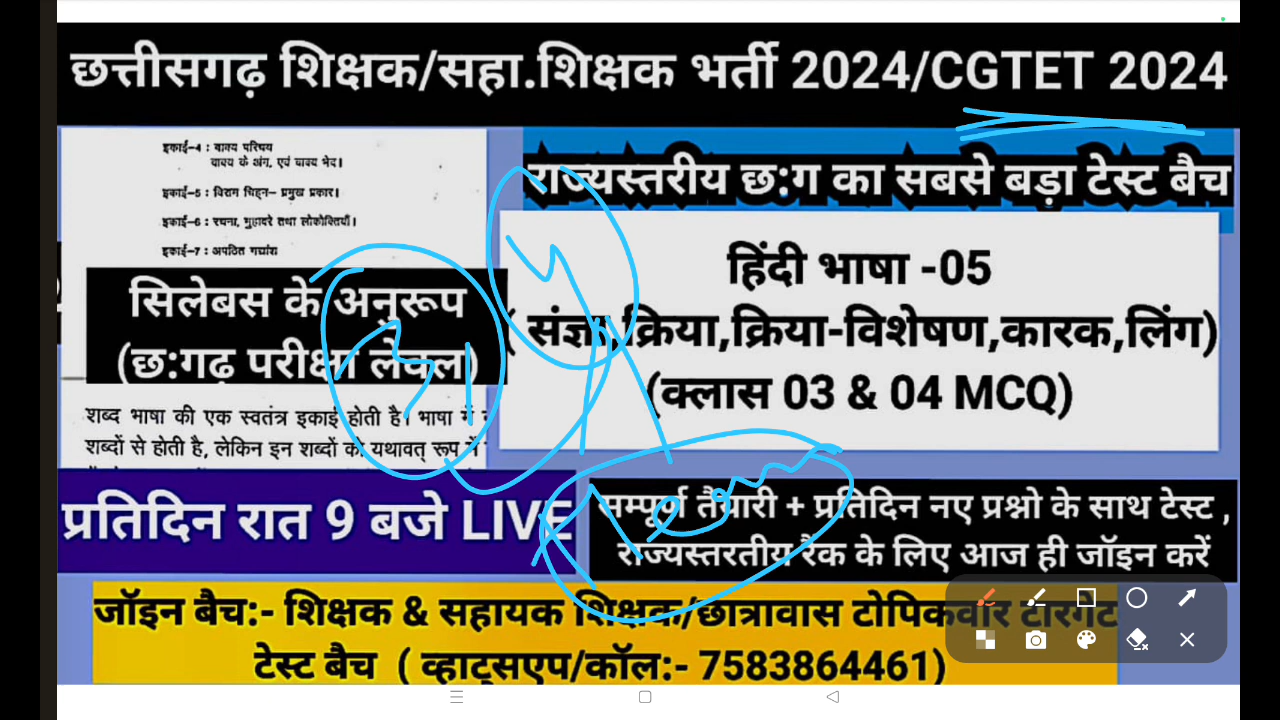 छत्तीसगढ़ शिक्षक/सहा.शिक्षक भर्ती 2024/CGTET 2024
इकाई-4 : वाक्य परिचय
वाक्य के अंग, एवं वाक्य भेद।
इकाई-5 : विराम चिह्न– प्रमुख प्रकार।
इकाई-6 : रचना, मुहावरे तथा लोकोक्तियाँ।
इकाई-7 : अपठित गद्यांश
सिलेबस के अनुरूप
(छ:गढ़ परीक्षा लेवल)
शब्द भाषा की एक स्वतंत्र इकाई होती है। भाषा में
शब्दों से होती है, लेकिन इन शब्दों को यथावत् रूप में
राज्यस्तरीय छ:ग का सबसे बड़ा टेस्ट बैच
हिंदी भाषा -05
( संज्ञा,क्रिया,क्रिया-विशेषण,कारक,लिंग)
(क्लास 03 & 04 MCQ)
प्रतिदिन रात 9 बजे LIVE
सम्पूर्ण तैयारी + प्रतिदिन नए प्रश्नो के साथ टेस्ट ,
राज्यस्तरतीय रैंक के लिए आज ही जॉइन करें
जॉइन बैच:- शिक्षक & सहायक शिक्षक/छात्रावास टोपिकवार टारगेट
टेस्ट बैच ( व्हाट्सएप/कॉल:- 7583864461)